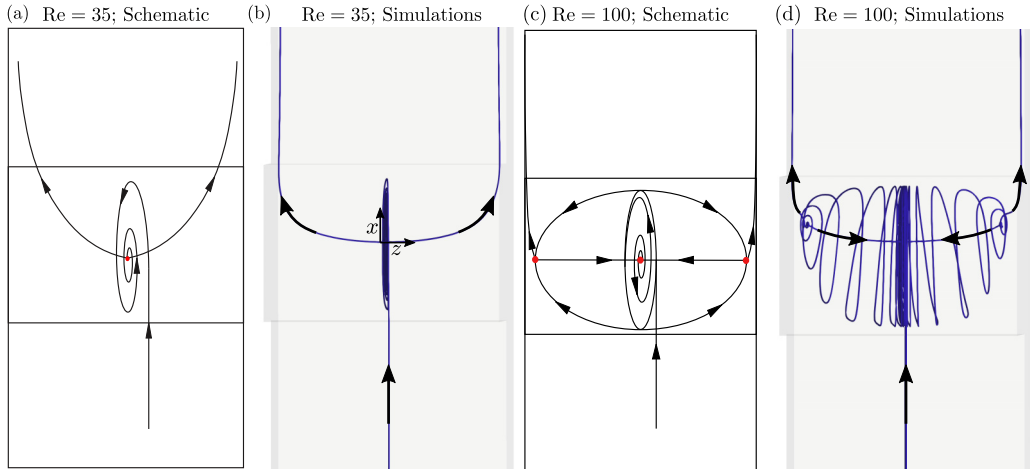 (a) Re = 35; Schematic
(b) Re = 35; Simulations
(c) Re = 100; Schematic
(d) Re = 100; Simulations
x
z